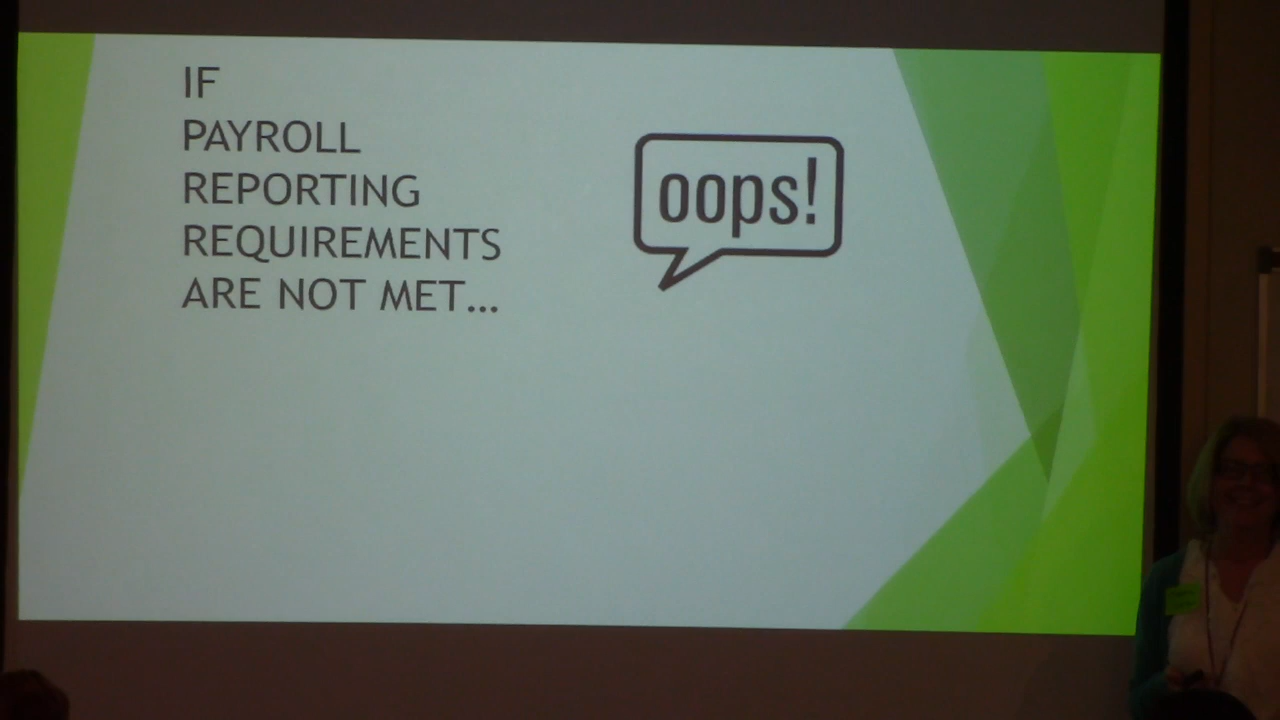 IF
PAYROLL
REPORTING
REQUIREMENTS
ARE NOT MET...
oops!